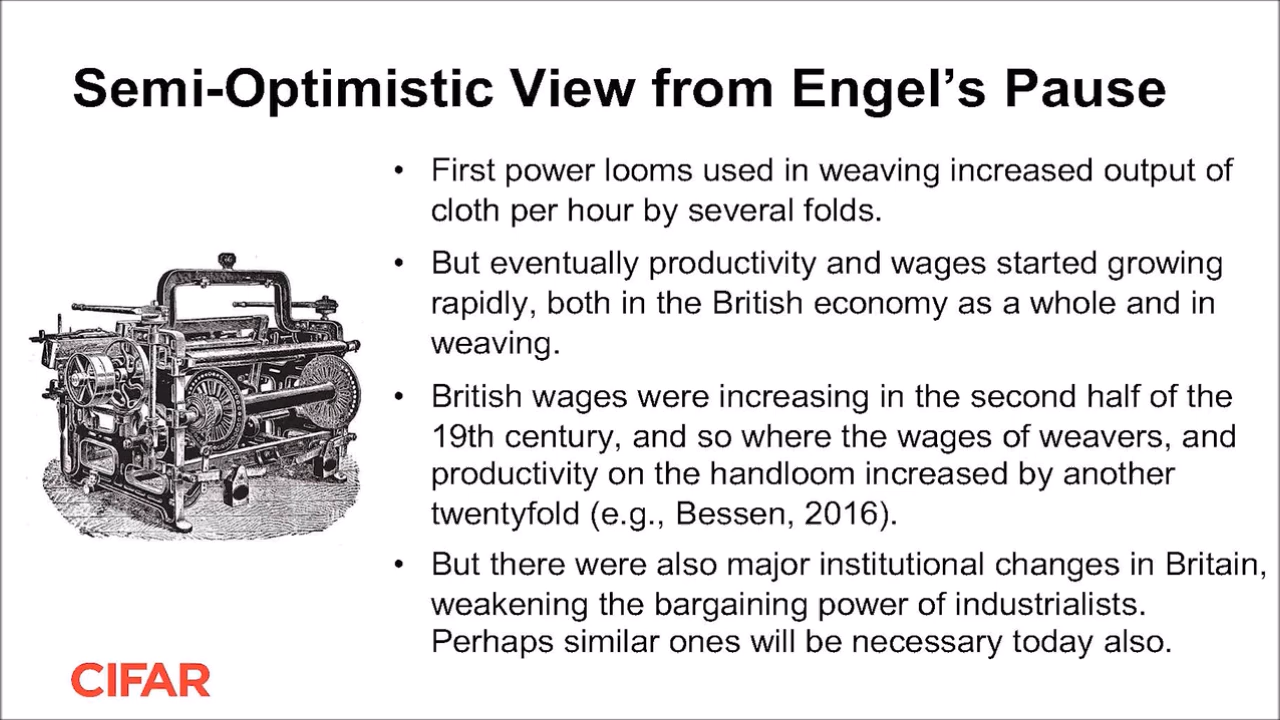 Semi-Optimistic View from Engel’s Pause
• First power looms used in weaving increased output of
cloth per hour by several folds.
• But eventually productivity and wages started growing
rapidly, both in the British economy as a whole and in
weaving.
• British wages were increasing in the second half of the
19th century, and so where the wages of weavers, and
productivity on the handloom increased by another
twentyfold (e.g., Bessen, 2016).
• But there were also major institutional changes in Britain,
weakening the bargaining power of industrialists.
Perhaps similar ones will be necessary today also.
CIFAR